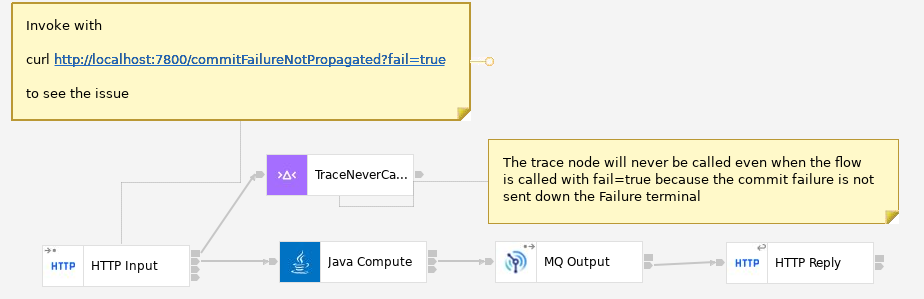 Invoke with
curl http://localhost:7800/commitFailureNotPropagated?fail=true
to see the issue
TraceNeverCa...
The trace node will never be called even when the flow
is called with fail=true because the commit failure is not
sent down the Failure terminal
HTTP HTTP Input
Java Compute
MQ Output
HTTP HTTP Reply